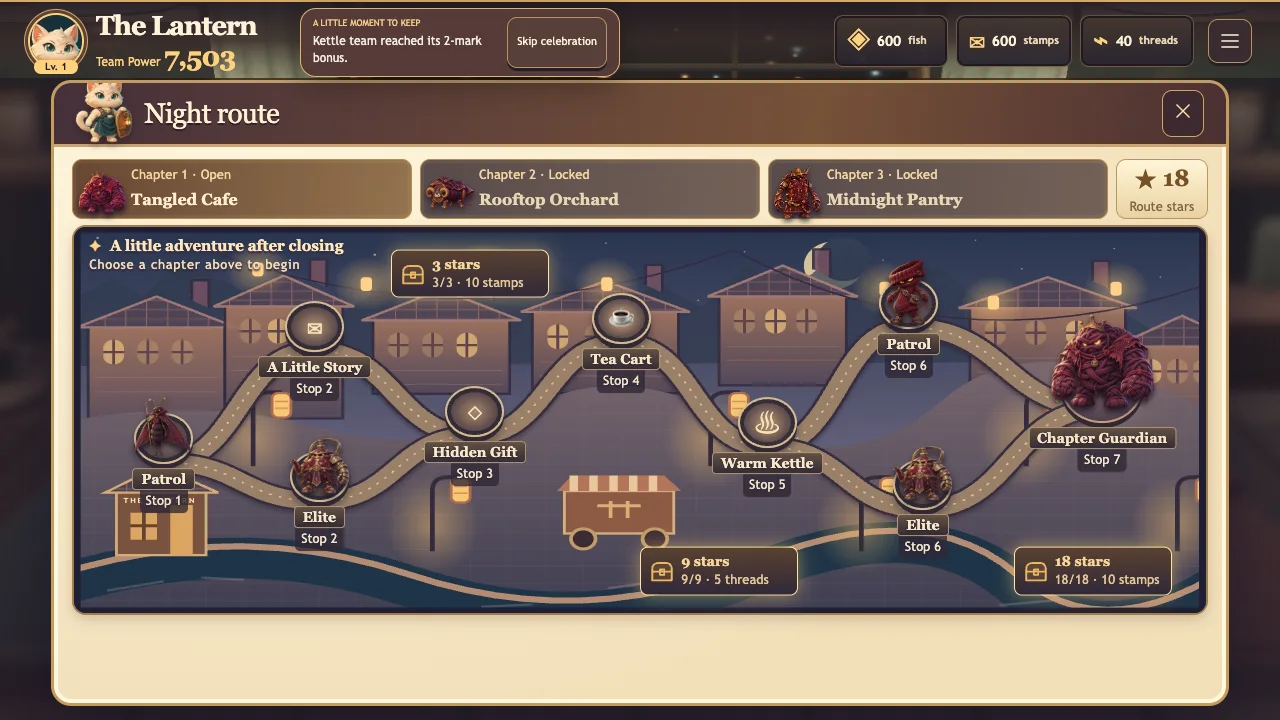 The Lantern
Team Power 7,503
Lv. 1
A LITTLE MOMENT TO KEEP
Kettle team reached its 2-mark
bonus.
Skip celebration
600 fish
600 stamps
40 threads
Night route
Chapter 1 · Open
Tangled Cafe
Chapter 2 · Locked
Rooftop Orchard
Chapter 3 · Locked
Midnight Pantry
★ 18
Route stars
A little adventure after closing
Choose a chapter above to begin
3 stars
3/3 · 10 stamps
A Little Story
Stop 2
Tea Cart
Stop 4
Patrol
Stop 6
Hidden Gift
Stop 3
Chapter Guardian
Stop 7
Warm Kettle
Stop 5
Patrol
Stop 1
Elite
Stop 2
Elite
Stop 6
9 stars
9/9 · 5 threads
18 stars
18/18 · 10 stamps